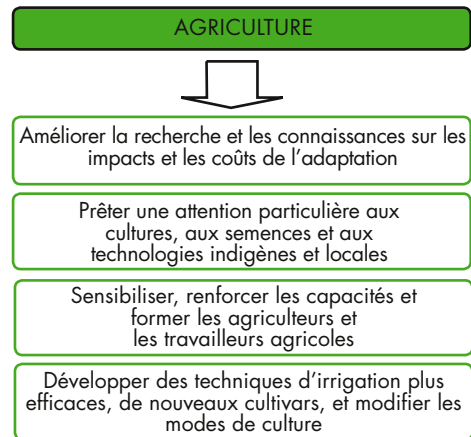 AGRICULTURE
Améliorer la recherche et les connaissances sur les
impacts et les coûts de l’adaptation
Prêter une attention particulière aux
cultures, aux semences et aux
technologies indigènes et locales
Sensibiliser, renforcer les capacités et
former les agriculteurs et
les travailleurs agricoles
Développer des techniques d’irrigation plus
efficaces, de nouveaux cultivars, et modifier les
modes de culture